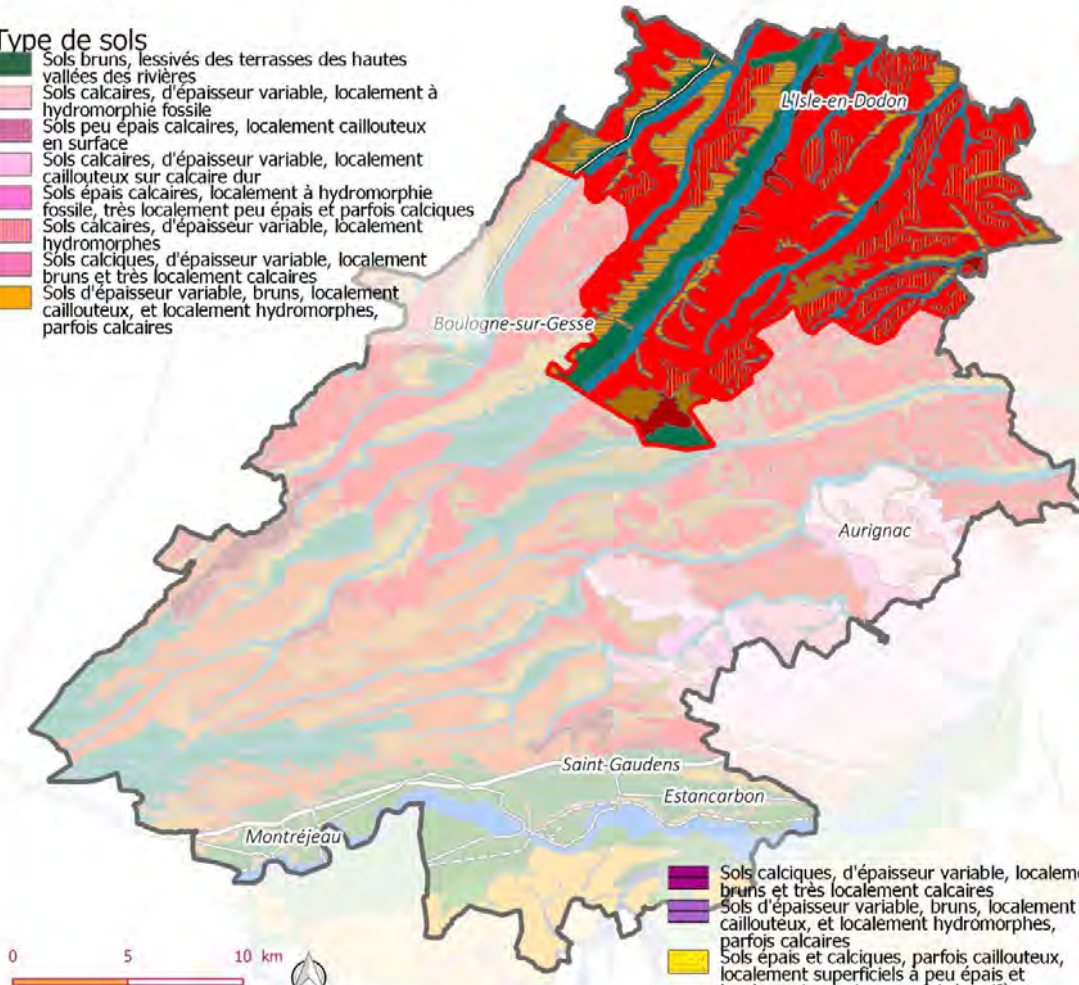 Type de sols
Sols bruns, lessivés des terrasses des hautes
vallées des rivières
Sols calcaires, d'épaisseur variable, localement à
hydromorphie fossile
Sols peu épais calcaires, localement caillouteux
en surface
Sols calcaires, d'épaisseur variable, localement
caillouteux sur calcaire dur
Sols épais calcaires, localement à hydromorphie
fossile, très localement peu épais et parfois calciques
Sols calcaires, d'épaisseur variable, localement
hydromorphes
Sols calciques, d'épaisseur variable, localement
bruns et très localement calcaires
Sols d'épaisseur variable, bruns, localement
caillouteux, et localement hydromorphes,
parfois calcaires
L'Isle-en-Dodon
Boulogne-sur-Gesse
Aurignac
Saint-Gaudens
Estancarbon
Montréjeau
Sols calciques, d'épaisseur variable, localeme
bruns et très localement calcaires
Sols d'épaisseur variable, bruns, localement
caillouteux, et localement hydromorphes,
parfois calcaires
Sols épais et calciques, parfois caillouteux,
localement superficiels à peu épais et
0 5 10 km